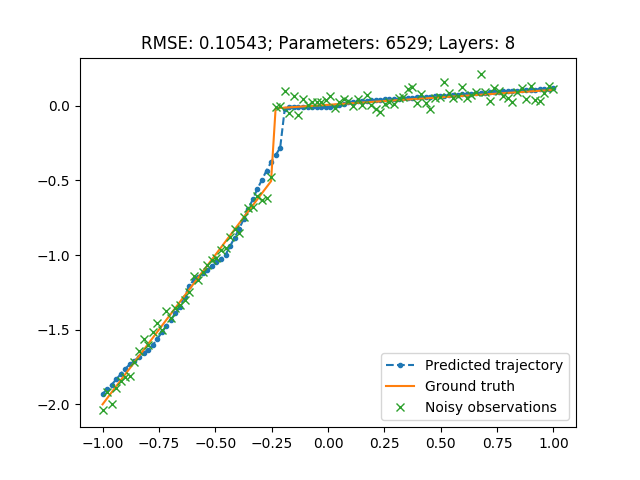 RMSE: 0.10543; Parameters: 6529; Layers: 8
0.0
−0.5
−1.0
−1.5
−2.0
Predicted trajectory
Ground truth
Noisy observations
−1.00 −0.75 −0.50 −0.25 0.00 0.25 0.50 0.75 1.00